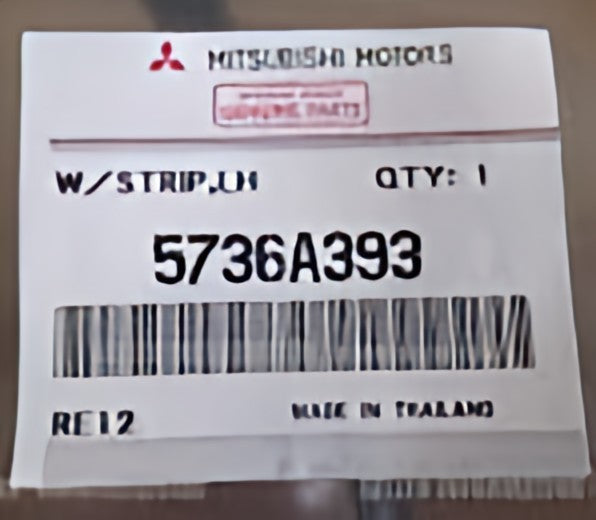 MITSUBISHI MOTORS
GENUINE PARTS
W/STRIP,LH QTY: 1
5736A393
RE12 MADE IN THAILAND